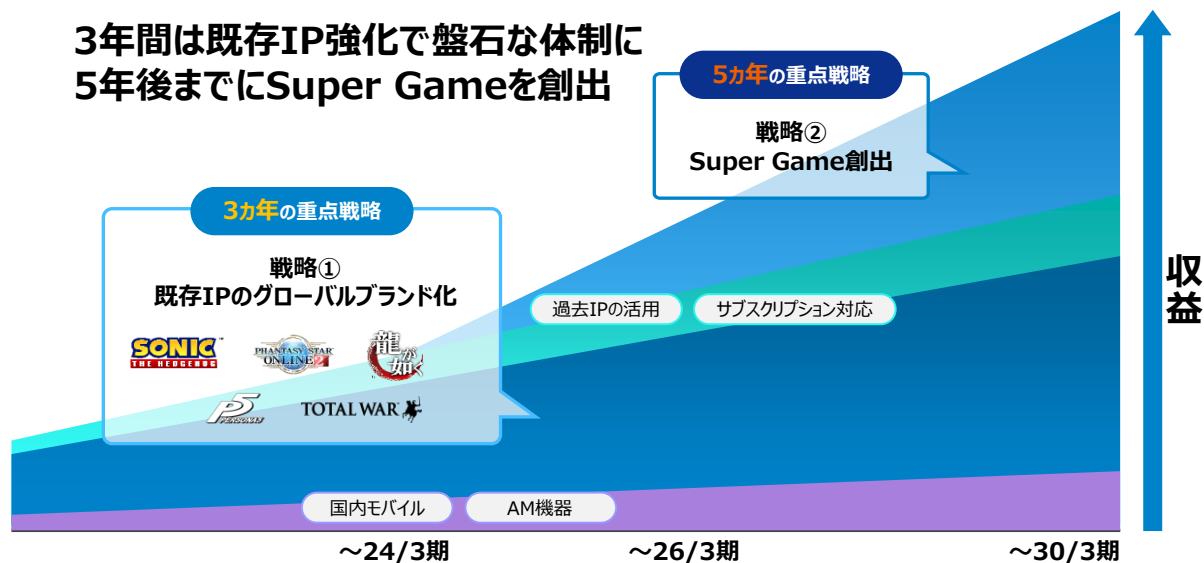 3年間は既存IP強化で盤石な体制に
5年後までにSuper Gameを創出
5カ年の重点戦略
戦略②
Super Game創出
3カ年の重点戦略
戦略①
既存IPのグローバルブランド化
SONIC
THE HEDGEHOG
PHANTASY STAR
ONLINE 2
龍が如く
P5
PERSONA5
TOTAL WAR
過去IPの活用
サブスクリプション対応
収益
国内モバイル
AM機器
～24/3期
～26/3期
～30/3期